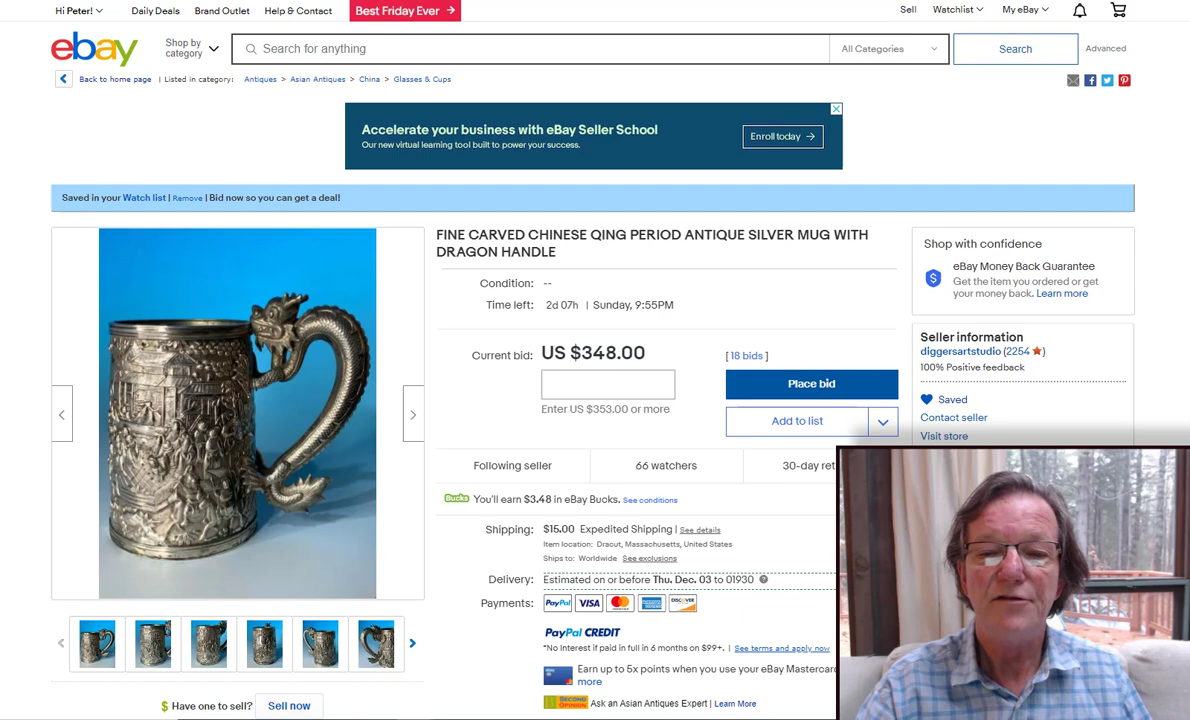 Hi Peter!
Daily Deals
Brand Outlet
Help & Contact
Best Friday Ever
Sell
Watchlist
My eBay
ebay
Shop by
category
Search for anything
All Categories
Search
Advanced
Back to home page | Listed in category: Antiques > Asian Antiques > China > Glasses & Cups
Accelerate your business with eBay Seller School
Our new virtual learning tool built to power your success.
Enroll today
Saved in your Watch list | Remove | Bid now so you can get a deal!
FINE CARVED CHINESE QING PERIOD ANTIQUE SILVER MUG WITH
DRAGON HANDLE
Condition: --
Time left: 2d 07h | Sunday, 9:55PM
Current bid: US $348.00 [ 18 bids ]
Place bid
Enter US $353.00 or more
Add to list
Following seller
66 watchers
30-day ret
Bucks You'll earn $3.48 in eBay Bucks. See conditions
Shipping: $15.00 Expedited Shipping | See details
Item location: Dracut, Massachusetts, United States
Ships to: Worldwide See exclusions
Delivery: Estimated on or before Thu. Dec. 03 to 01930
Payments: PayPal VISA DISCOVER
PayPal CREDIT
*No Interest if paid in full in 6 months on $99+. | See terms and apply now
Earn up to 5x points when you use your eBay Mastercar
more
SECOND OPINION Ask an Asian Antiques Expert | Learn More
Shop with confidence
eBay Money Back Guarantee
Get the item you ordered or get
your money back. Learn more
Seller information
diggersartstudio (2254 )
100% Positive feedback
Saved
Contact seller
Visit store
$ Have one to sell? Sell now